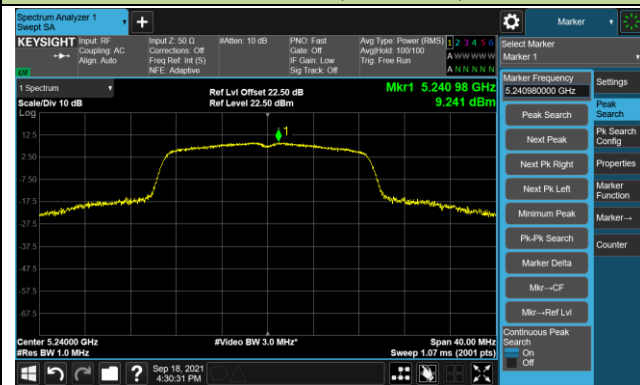 Spectrum Analyzer 1
Swept SA
Marker
KEYSIGHT
Input: RF
Coupling: AC
Align: Auto
Input Z: 50 Ω
Corrections: Off
Freq Ref: Int (S)
NFE: Adaptive
#Atten: 10 dB
PNO: Fast
Gate: Off
IF Gain: Low
Sig Track: Off
Avg Type: Power (RMS)
Avg|Hold: 100/100
Trig: Free Run
1 2 3 4 5 6
A W W W W W
A N N N N N
LXI
Select Marker
Marker 1
1 Spectrum
Scale/Div 10 dB
Log
Ref Lvl Offset 22.50 dB
Ref Level 22.50 dBm
Mkr1 5.240 98 GHz
9.241 dBm
Marker Frequency
5.240980000 GHz
Peak Search
Next Peak
Next Pk Right
Next Pk Left
Minimum Peak
Pk-Pk Search
Marker Delta
Mkr→CF
Mkr→Ref Lvl
Continuous Peak
Search
On
Off
Settings
Peak
Search
Pk Search
Config
Properties
Marker
Function
Marker→
Counter
1
12.5
2.50
-7.50
-17.5
-27.5
-37.5
-47.5
-57.5
-67.5
Center 5.24000 GHz
#Res BW 1.0 MHz
#Video BW 3.0 MHz*
Span 40.00 MHz
Sweep 1.07 ms (2001 pts)
?
Sep 18, 2021
4:30:31 PM